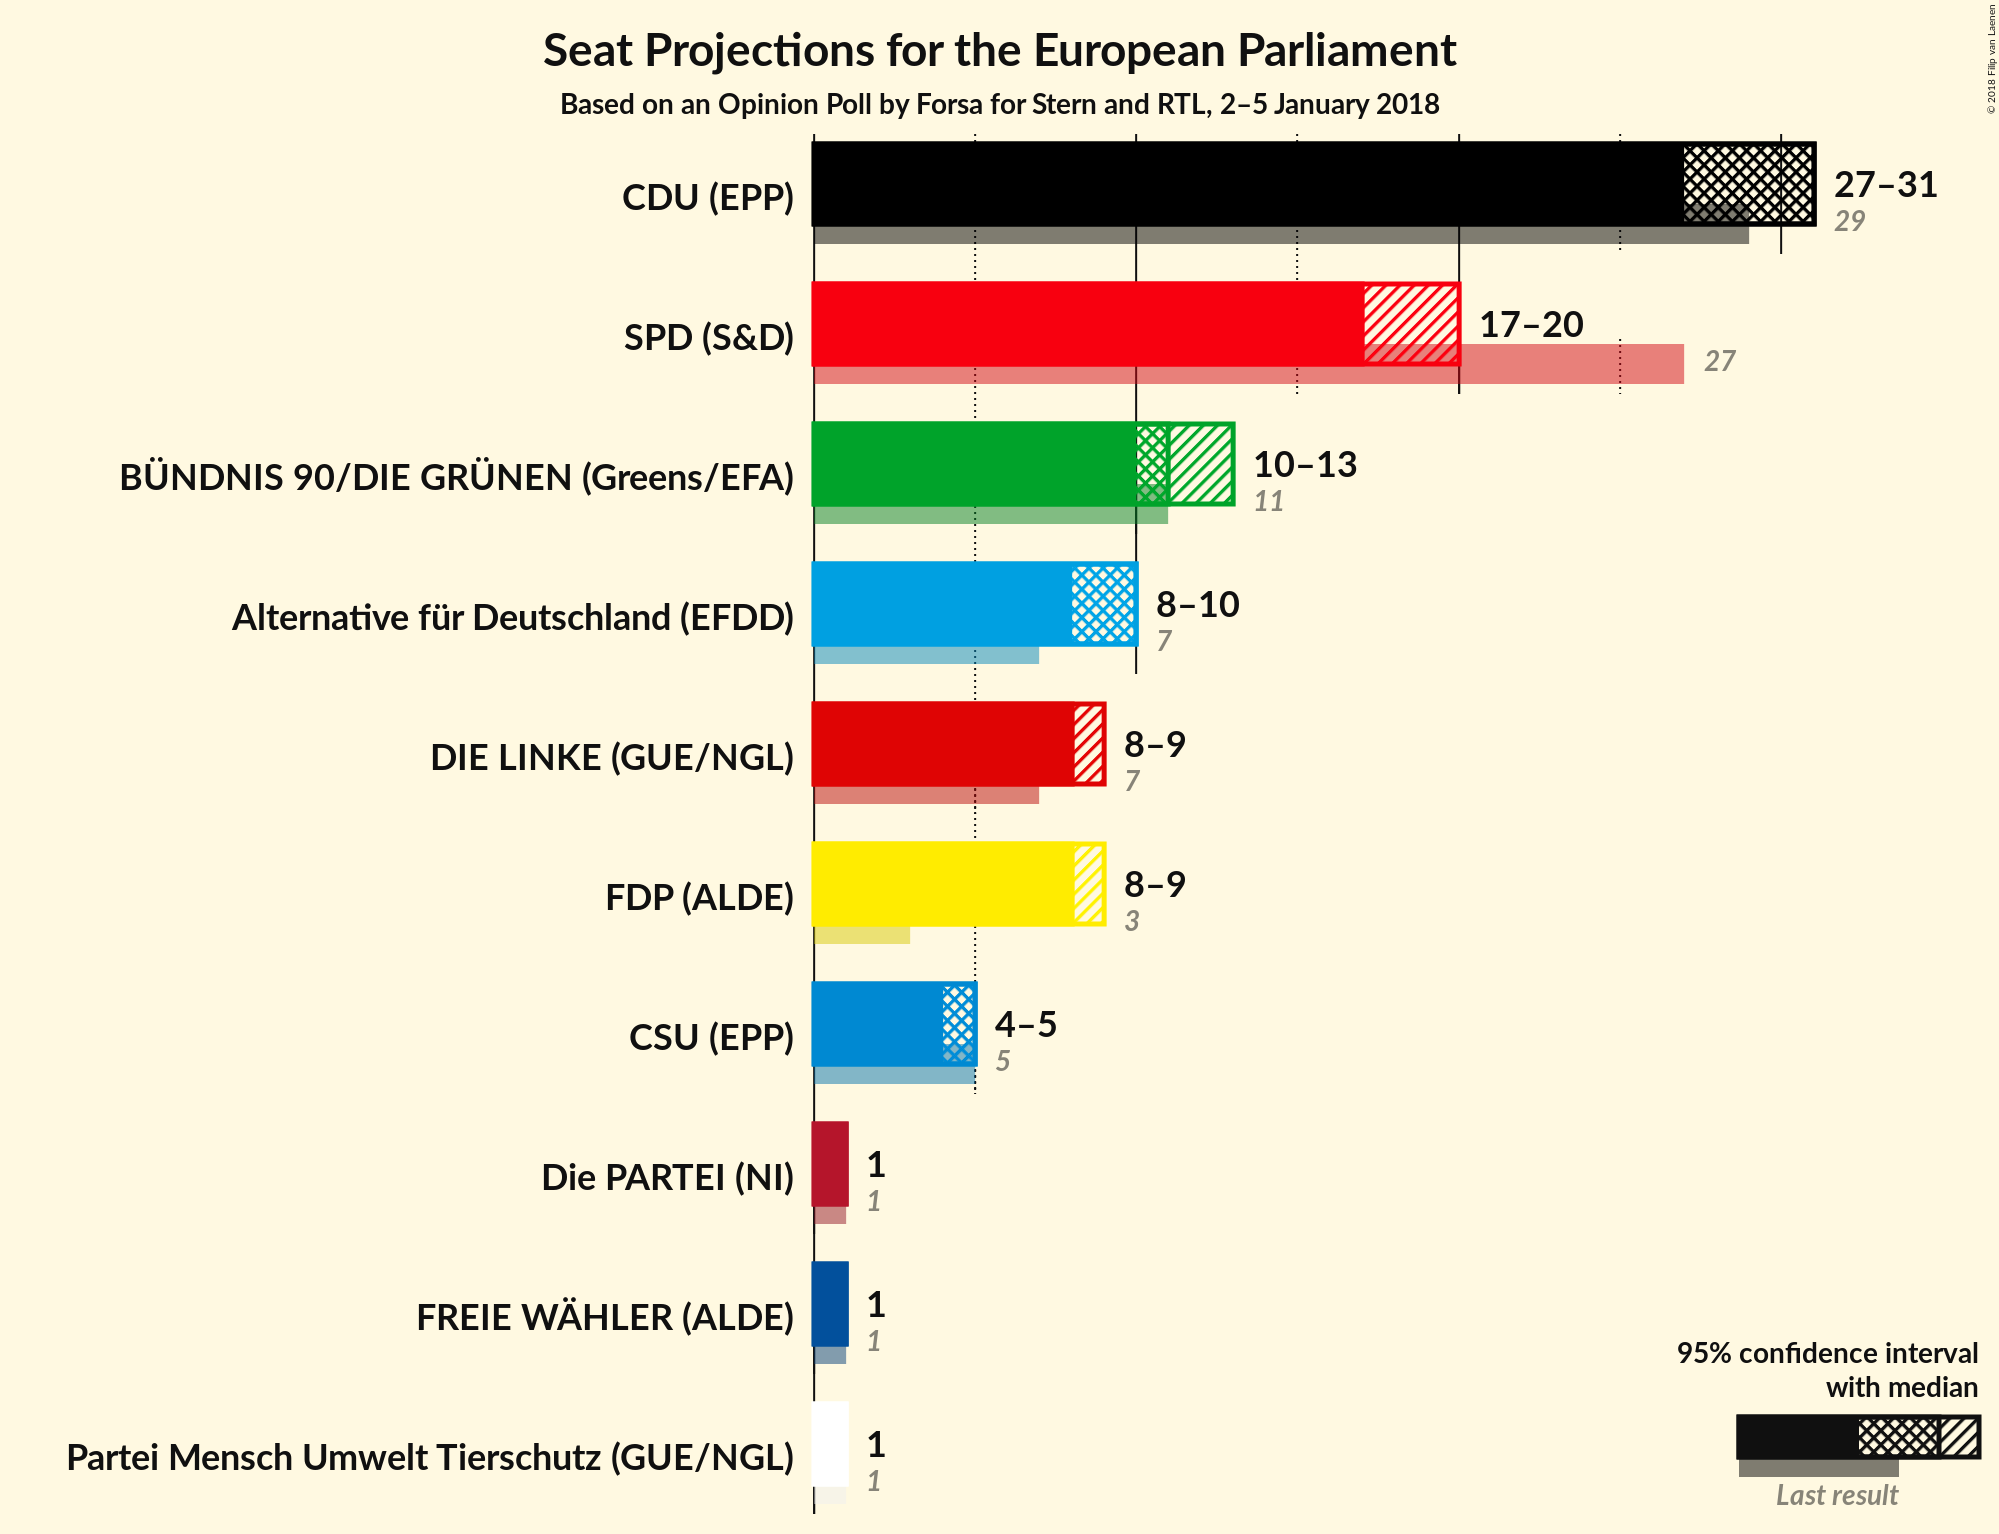 Seat Projections for the European Parliament
Based on an Opinion Poll by Forsa for Stern and RTL, 2–5 January 2018
© 2018 Filip van Laenen
CDU (EPP)
27–31
29
SPD (S&D)
17–20
27
BÜNDNIS 90/DIE GRÜNEN (Greens/EFA)
10–13
11
Alternative für Deutschland (EFDD)
8–10
7
DIE LINKE (GUE/NGL)
8–9
7
FDP (ALDE)
8–9
3
CSU (EPP)
4–5
5
Die PARTEI (NI)
1
1
FREIE WÄHLER (ALDE)
1
1
Partei Mensch Umwelt Tierschutz (GUE/NGL)
1
1
95% confidence interval
with median
Last result